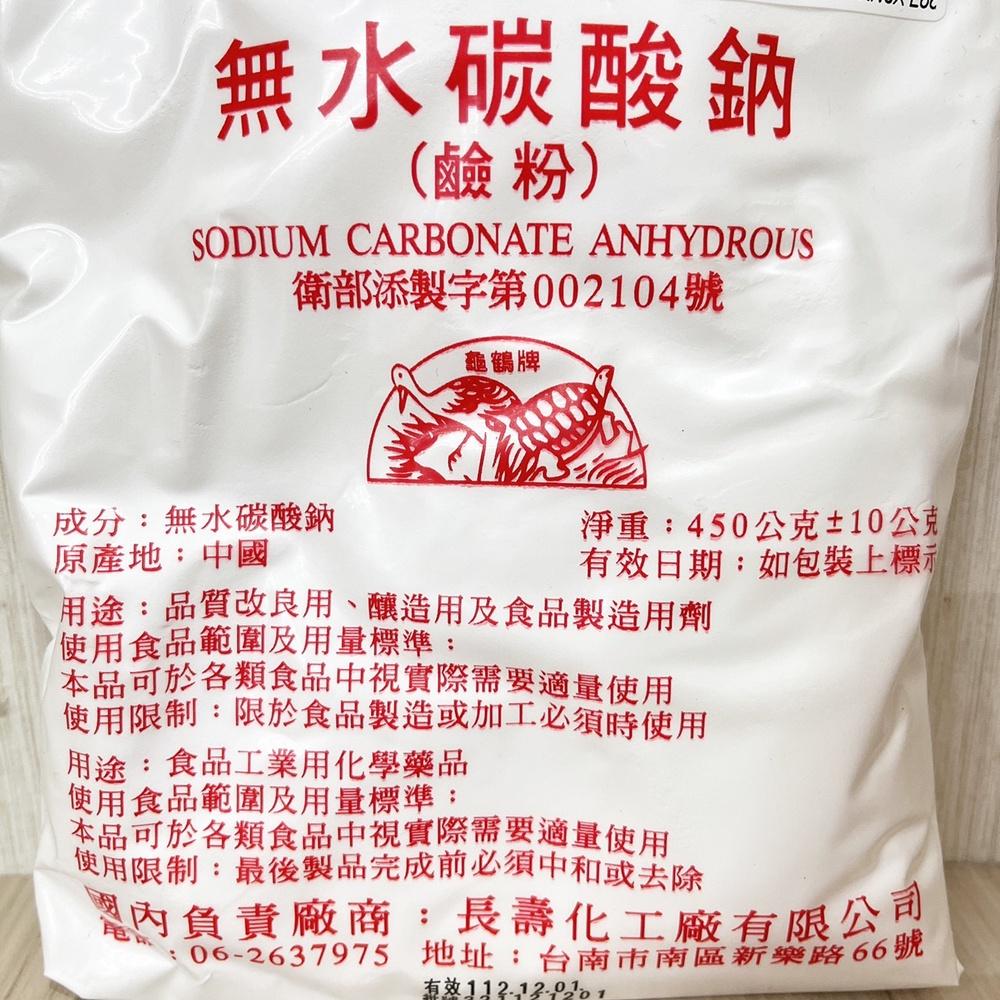 無水碳酸鈉
(鹼粉)
SODIUM CARBONATE ANHYDROUS
衛部添製字第002104號
龜鶴牌
成分：無水碳酸鈉
淨重：450公克±10公克
原產地：中國
有效日期：如包裝上標示
用途：品質改良用、釀造用及食品製造用劑
使用食品範圍及用量標準：
本品可於各類食品中視實際需要適量使用
使用限制：限於食品製造或加工必須時使用
用途：食品工業用化學藥品
使用食品範圍及用量標準：
本品可於各類食品中視實際需要適量使用
使用限制：最後製品完成前必須中和或去除
國內負責廠商：長壽化工廠有限公司
電話：06-2637975 地址：台南市南區新樂路66號
有效112.12.01.